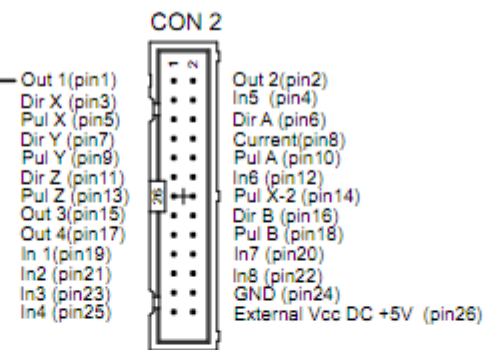 CON 2
1 2
Out 1(pin1)
Dir X (pin3)
Pul X (pin5)
Dir Y (pin7)
Pul Y (pin9)
Dir Z (pin11)
Pul Z (pin13)
Out 3(pin15)
Out 4(pin17)
In 1(pin19)
In2 (pin21)
In3 (pin23)
In4 (pin25)
26
Out 2(pin2)
In5 (pin4)
Dir A (pin6)
Current(pin8)
Pul A (pin10)
In6 (pin12)
Pul X-2 (pin14)
Dir B (pin16)
Pul B (pin18)
In7 (pin20)
In8 (pin22)
GND (pin24)
External Vcc DC +5V (pin26)